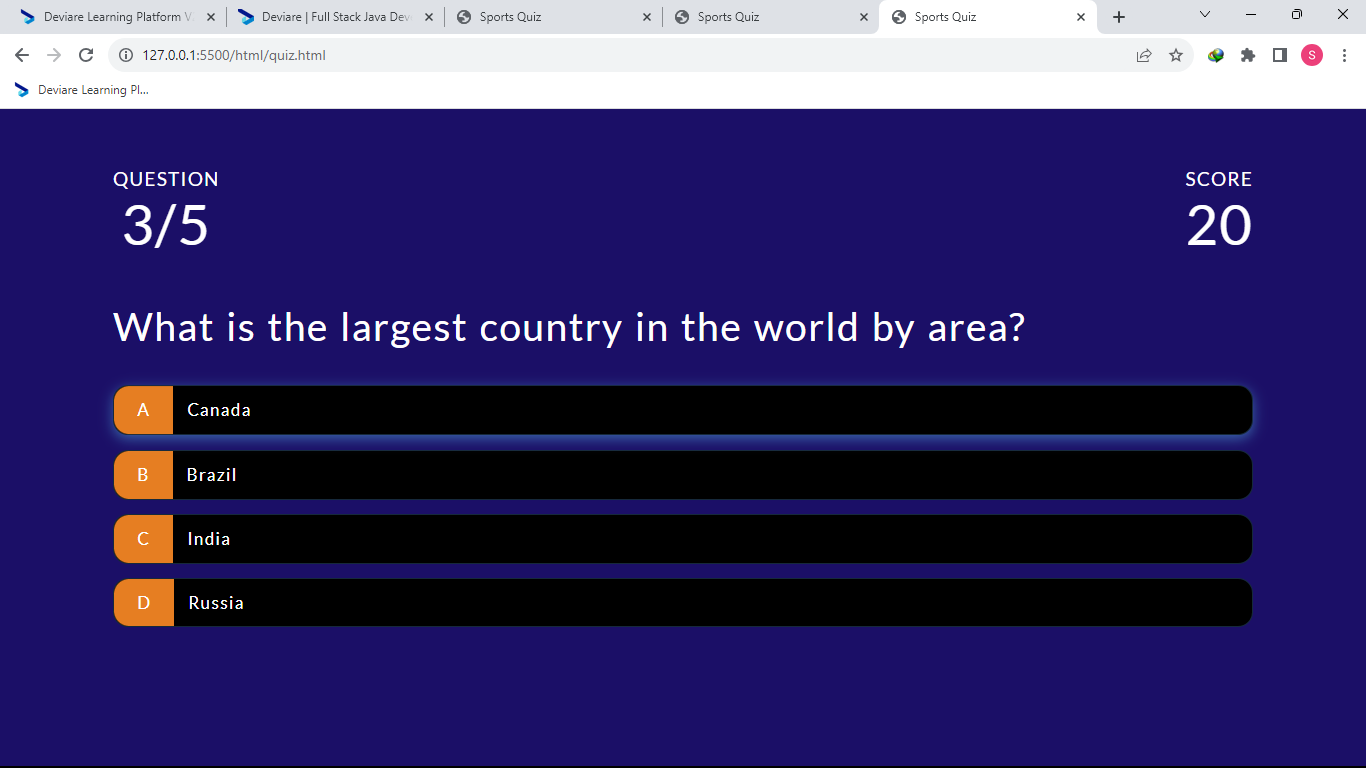 Deviare Learning Platform V
Deviare | Full Stack Java Dev
Sports Quiz
Sports Quiz
Sports Quiz
127.0.0.1:5500/html/quiz.html
S
Deviare Learning Pl...
QUESTION
SCORE
3/5
20
What is the largest country in the world by area?
A Canada
B Brazil
C India
D Russia